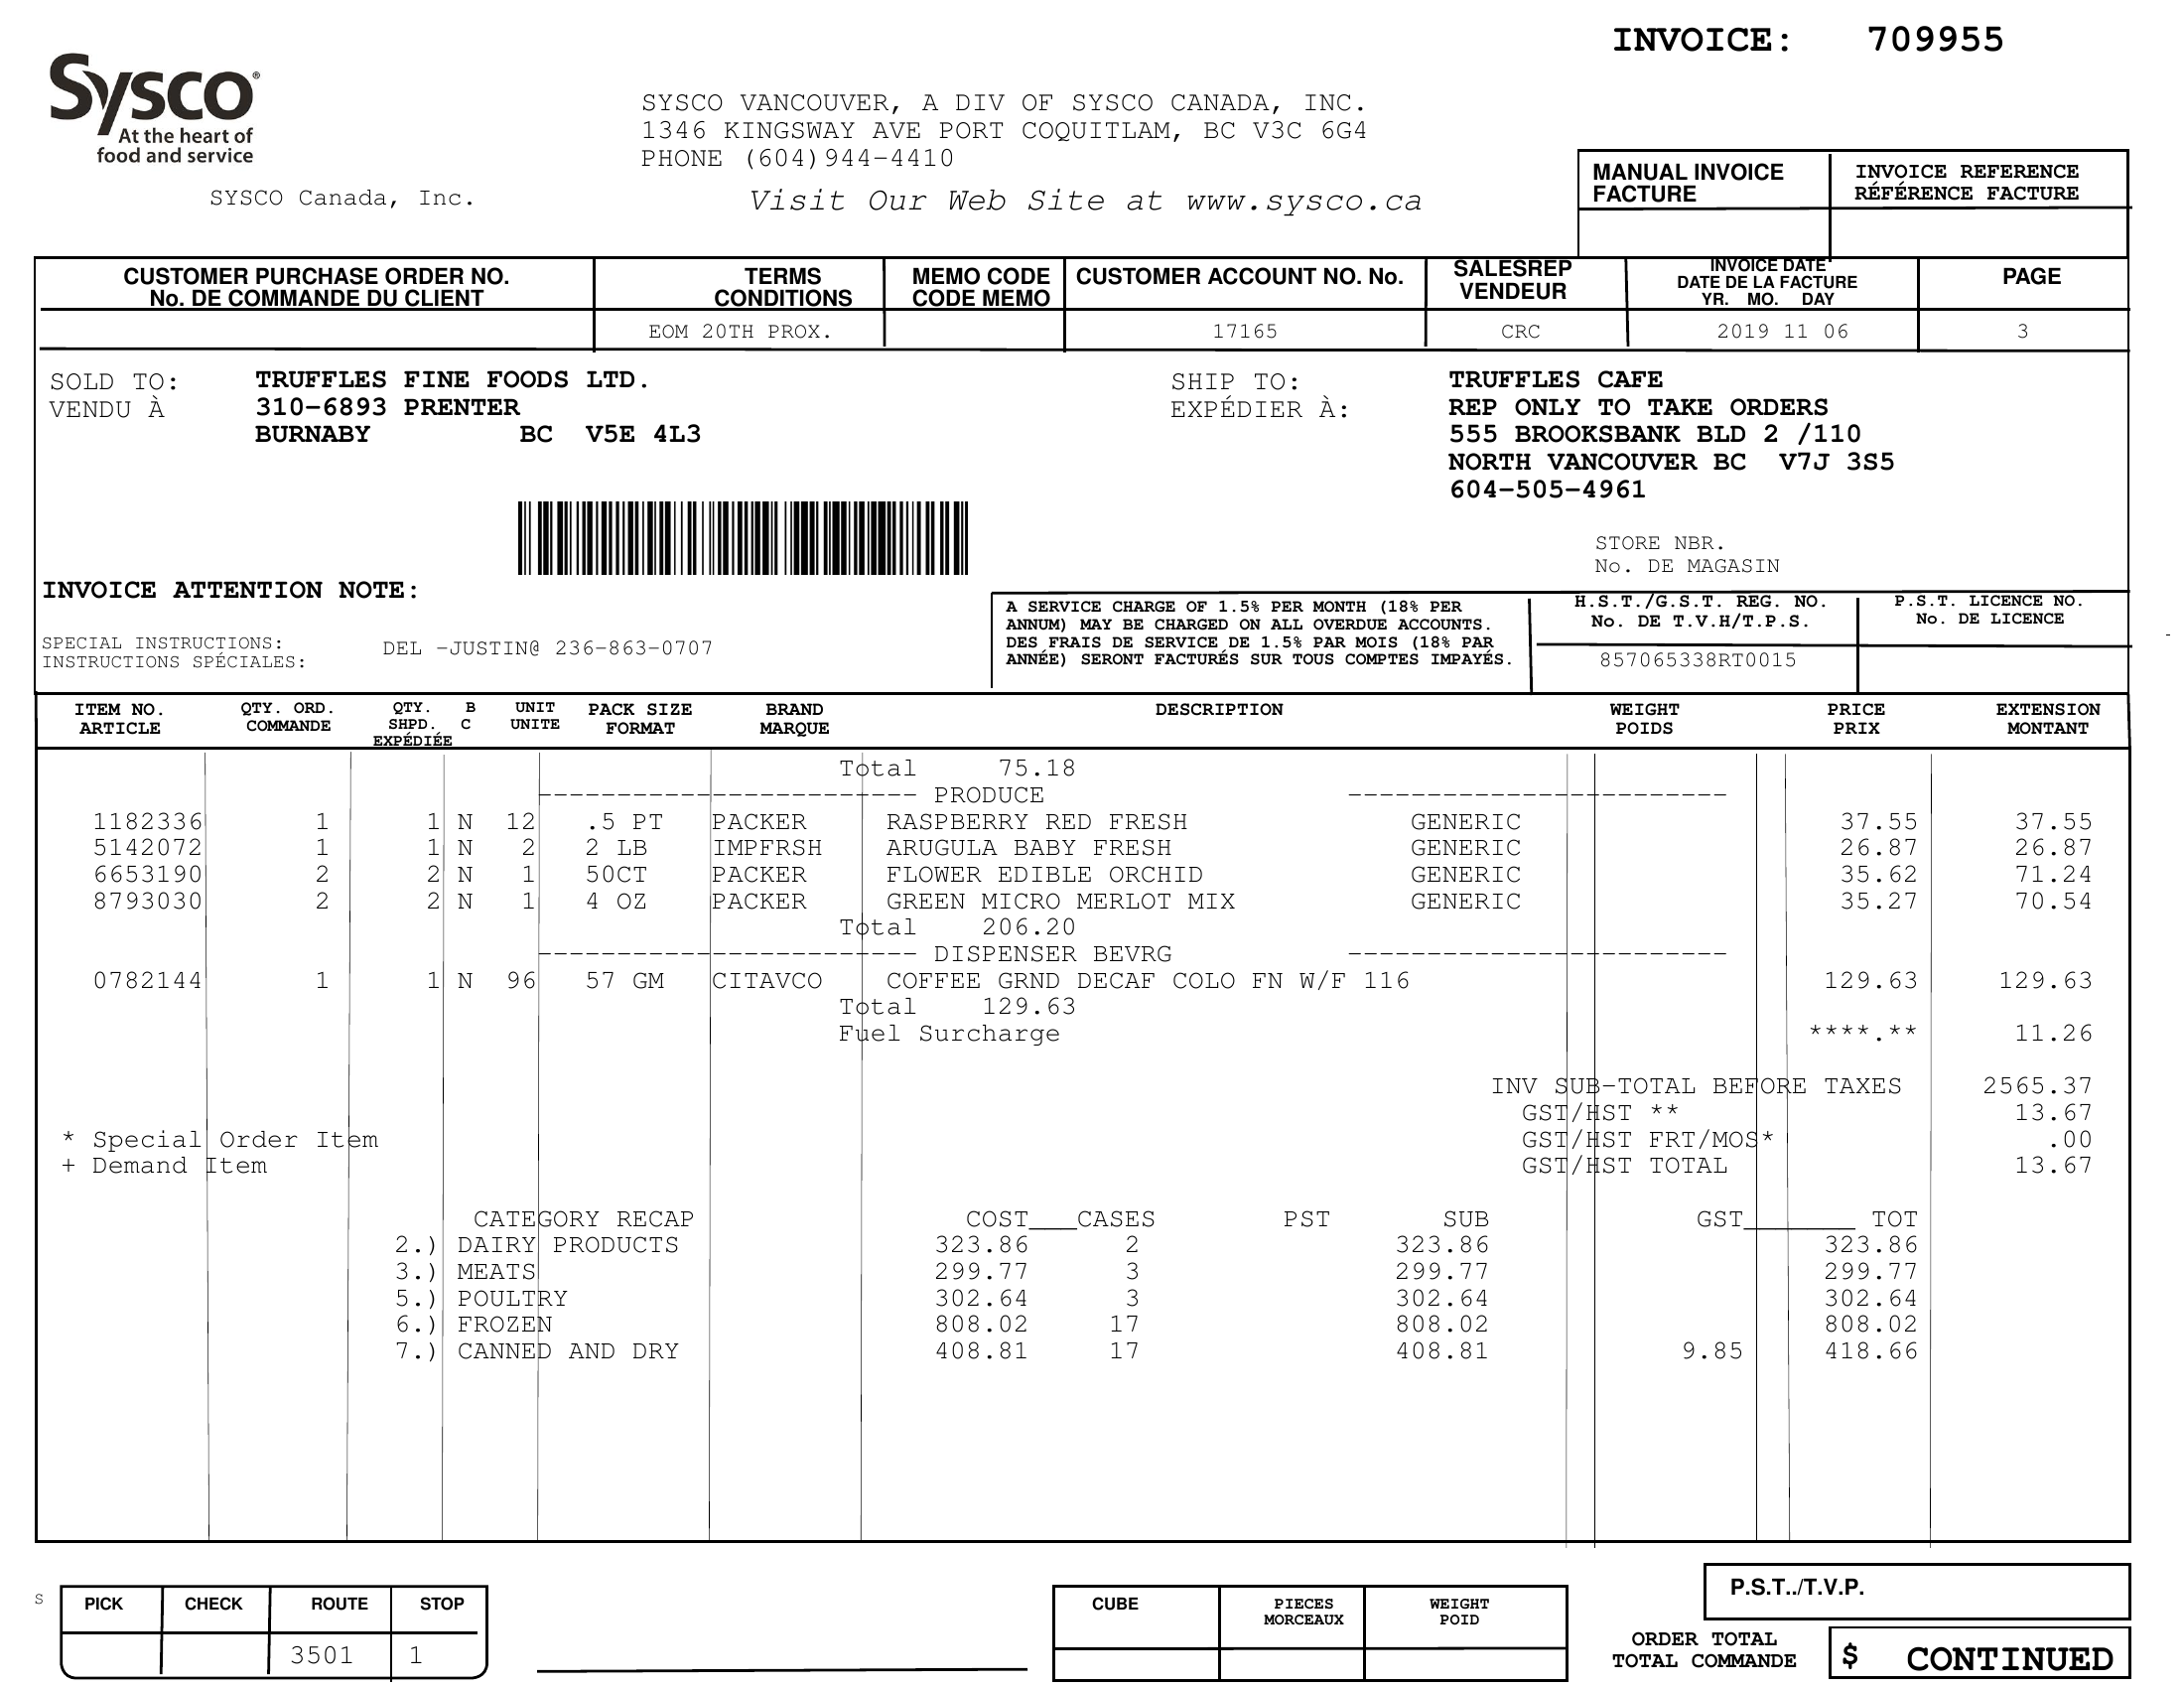 INVOICE: 709955
Sysco®
At the heart of
food and service
SYSCO Canada, Inc.
SYSCO VANCOUVER, A DIV OF SYSCO CANADA, INC.
1346 KINGSWAY AVE PORT COQUITLAM, BC V3C 6G4
PHONE (604)944-4410
Visit Our Web Site at www.sysco.ca
MANUAL INVOICE INVOICE REFERENCE
FACTURE RÉFÉRENCE FACTURE
CUSTOMER PURCHASE ORDER NO. TERMS MEMO CODE CUSTOMER ACCOUNT NO. No. SALESREP INVOICE DATE PAGE
No. DE COMMANDE DU CLIENT CONDITIONS CODE MEMO VENDEUR DATE DE LA FACTURE
YR. MO. DAY
EOM 20TH PROX. 17165 CRC 2019 11 06 3
SOLD TO: TRUFFLES FINE FOODS LTD. SHIP TO: TRUFFLES CAFE
VENDU À 310-6893 PRENTER EXPÉDIER À: REP ONLY TO TAKE ORDERS
BURNABY BC V5E 4L3 555 BROOKSBANK BLD 2 /110
NORTH VANCOUVER BC V7J 3S5
604-505-4961
STORE NBR.
No. DE MAGASIN
INVOICE ATTENTION NOTE:
SPECIAL INSTRUCTIONS: DEL -JUSTIN@ 236-863-0707
INSTRUCTIONS SPÉCIALES:
A SERVICE CHARGE OF 1.5% PER MONTH (18% PER
ANNUM) MAY BE CHARGED ON ALL OVERDUE ACCOUNTS.
DES FRAIS DE SERVICE DE 1.5% PAR MOIS (18% PAR
ANNÉE) SERONT FACTURÉS SUR TOUS COMPTES IMPAYÉS.
H.S.T./G.S.T. REG. NO. P.S.T. LICENCE NO.
No. DE T.V.H/T.P.S. No. DE LICENCE
857065338RT0015
ITEM NO. QTY. ORD. QTY. B UNIT PACK SIZE BRAND DESCRIPTION WEIGHT PRICE EXTENSION
ARTICLE COMMANDE SHPD. C UNITE FORMAT MARQUE POIDS PRIX MONTANT
EXPÉDIÉE
Total 75.18
------------------------ PRODUCE ------------------------
1182336 1 1 N 12 .5 PT PACKER RASPBERRY RED FRESH GENERIC 37.55 37.55
5142072 1 1 N 2 2 LB IMPFRSH ARUGULA BABY FRESH GENERIC 26.87 26.87
6653190 2 2 N 1 50CT PACKER FLOWER EDIBLE ORCHID GENERIC 35.62 71.24
8793030 2 2 N 1 4 OZ PACKER GREEN MICRO MERLOT MIX GENERIC 35.27 70.54
Total 206.20
------------------------ DISPENSER BEVRG ------------------------
0782144 1 1 N 96 57 GM CITAVCO COFFEE GRND DECAF COLO FN W/F 116 129.63 129.63
Total 129.63
Fuel Surcharge ****.** 11.26
INV SUB-TOTAL BEFORE TAXES 2565.37
GST/HST ** 13.67
* Special Order Item GST/HST FRT/MOS* .00
+ Demand Item GST/HST TOTAL 13.67
CATEGORY RECAP COST___CASES PST SUB GST_______ TOT
2.) DAIRY PRODUCTS 323.86 2 323.86 323.86
3.) MEATS 299.77 3 299.77 299.77
5.) POULTRY 302.64 3 302.64 302.64
6.) FROZEN 808.02 17 808.02 808.02
7.) CANNED AND DRY 408.81 17 408.81 9.85 418.66
S PICK CHECK ROUTE STOP
3501 1
CUBE PIECES WEIGHT
MORCEAUX POID
P.S.T../T.V.P.
ORDER TOTAL
TOTAL COMMANDE $ CONTINUED